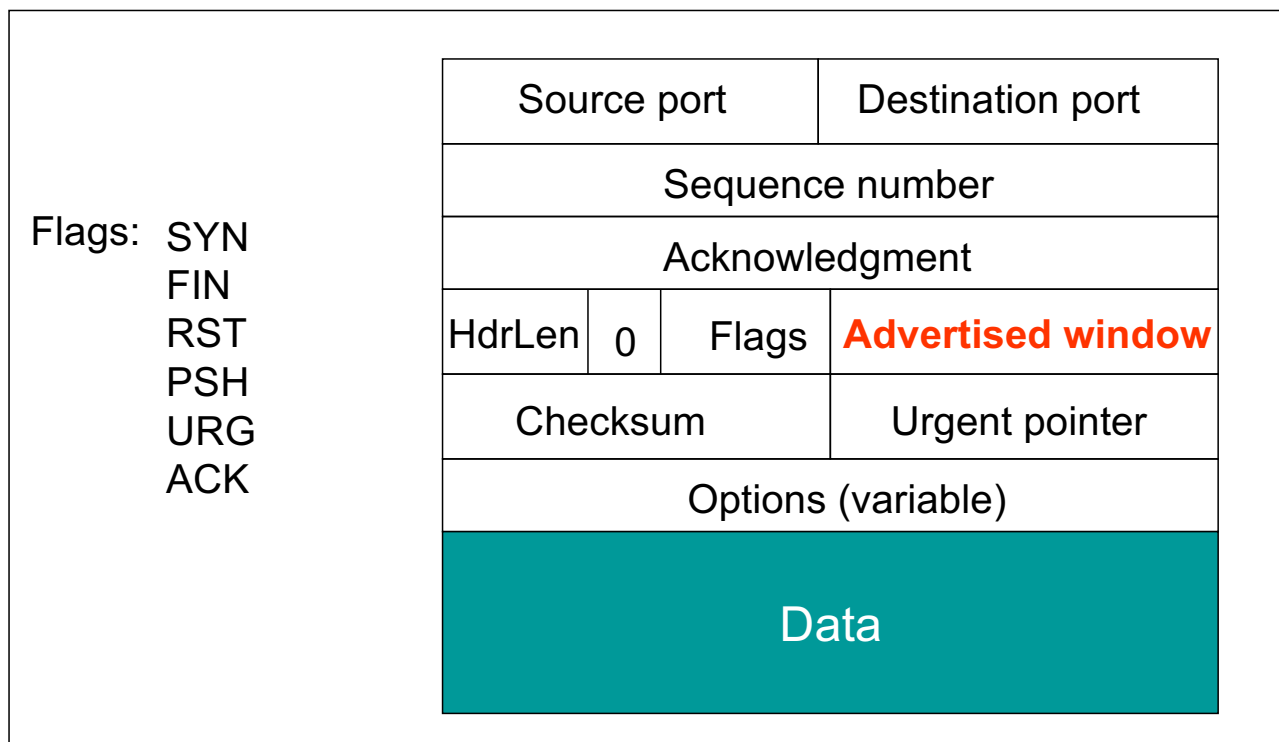 Source port Destination port
Sequence number
Flags: SYN
Acknowledgment
FIN
RST
HdrLen 0 Flags Advertised window
PSH
Checksum Urgent pointer
URG
ACK
Options (variable)
Data